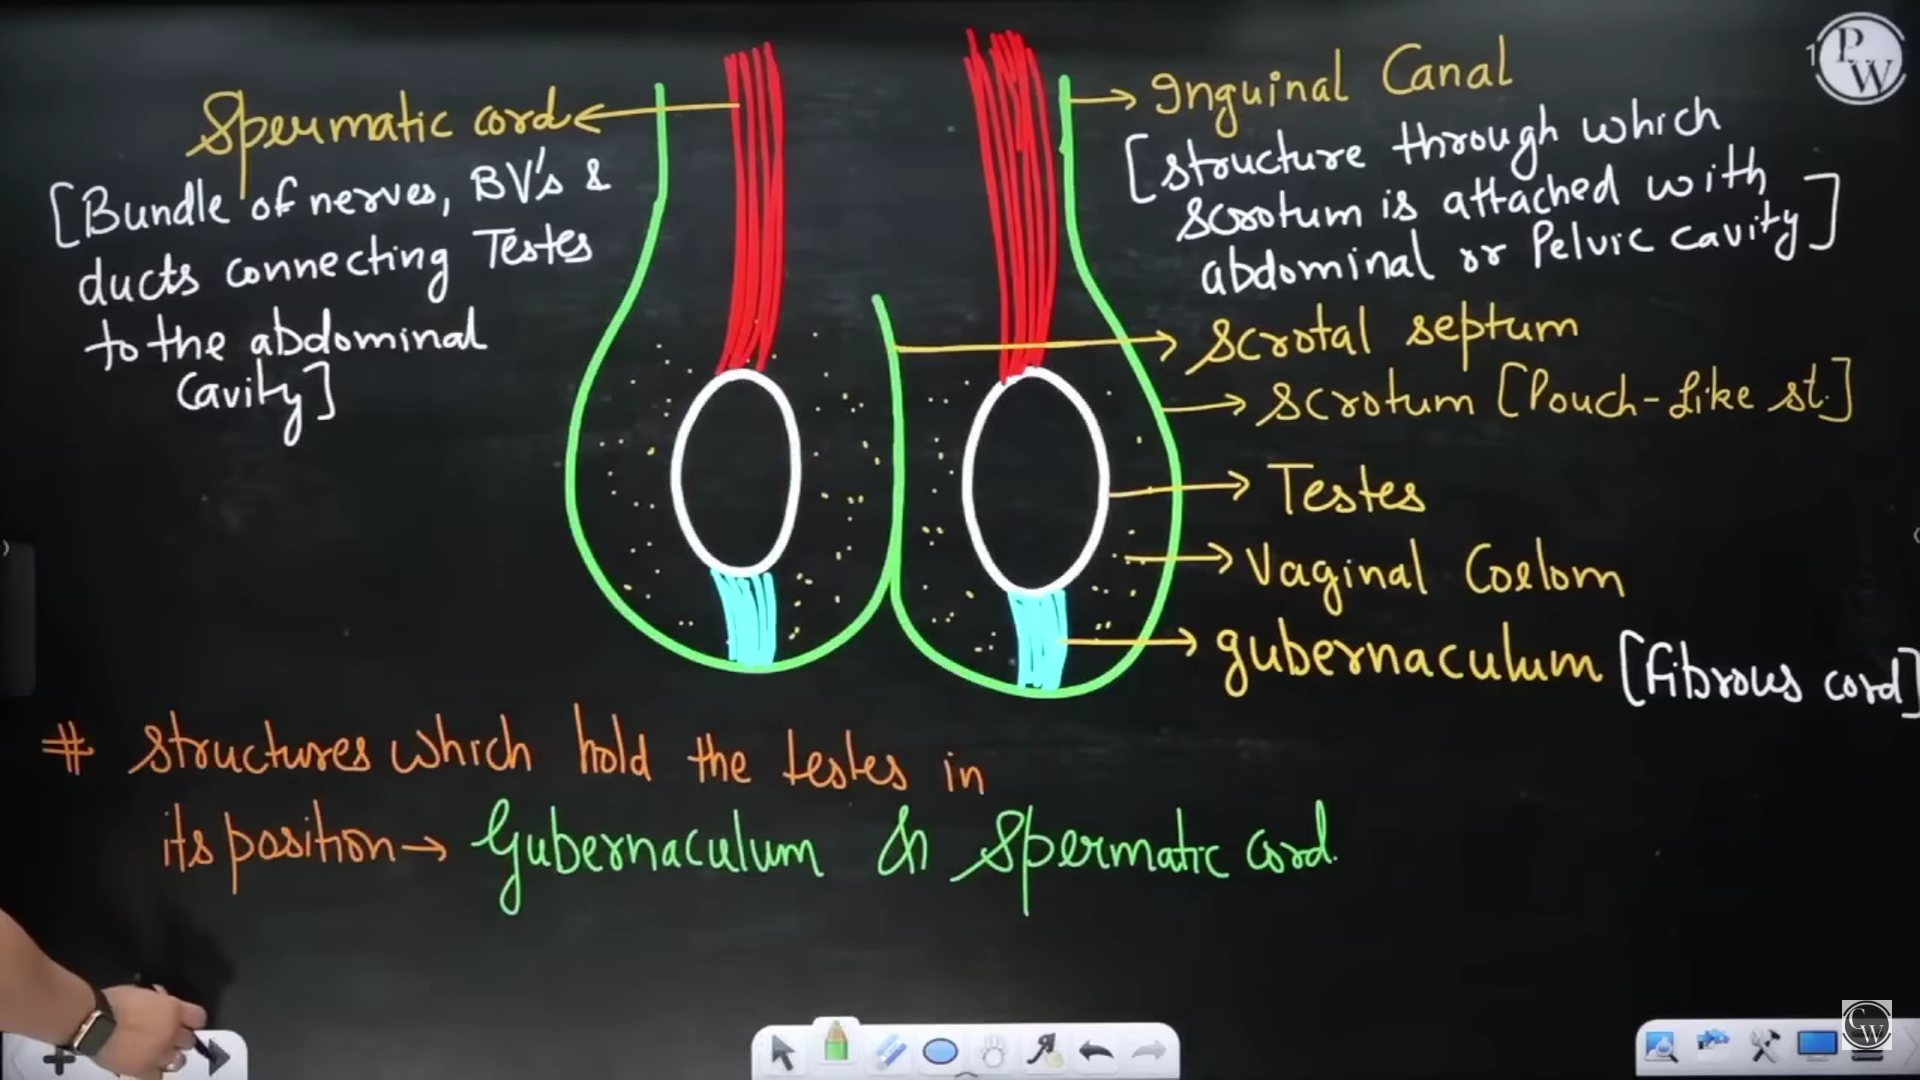 Spermatic cord
[Bundle of nerves, BV's &
ducts connecting Testes
to the abdominal
Cavity]
Inguinal Canal
[structure through which
scrotum is attached with
abdominal or Pelvic cavity]
scrotal septum
scrotum [Pouch-like st.]
Testes
Vaginal Coelom
gubernaculum [fibrous cord]
# structures which hold the testes in
its position → Gubernaculum & Spermatic cord.
1
PW
CW